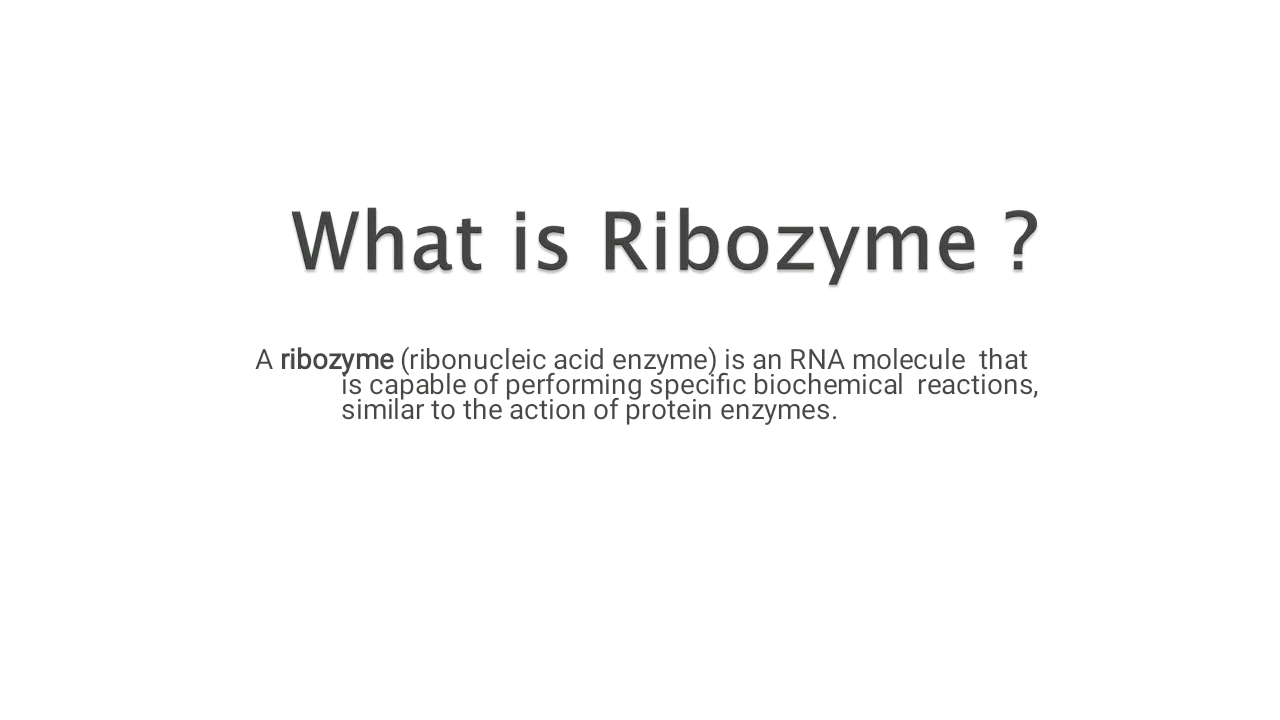 What is Ribozyme ?
A ribozyme (ribonucleic acid enzyme) is an RNA molecule  that
is capable of performing specific biochemical  reactions,
similar to the action of protein enzymes.